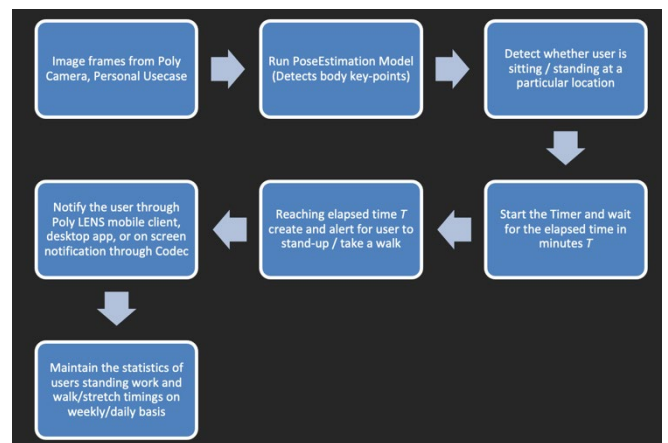 Image frames from Poly
Camera, Personal Usecase
Run PoseEstimation Model
(Detects body key-points)
Detect whether user is
sitting / standing at a
particular location
Start the Timer and wait
for the elapsed time in
minutes T
Reaching elapsed time T
create and alert for user to
stand-up / take a walk
Notify the user through
Poly LENS mobile client,
desktop app, or on screen
notification through Codec
Maintain the statistics of
users standing work and
walk/stretch timings on
weekly/daily basis